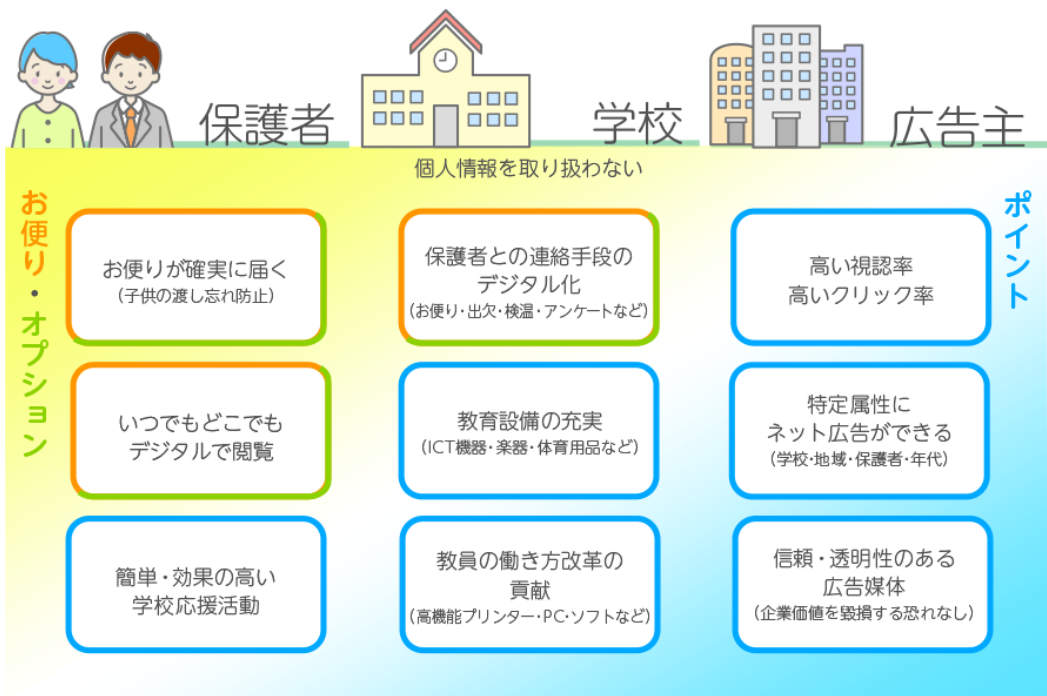 保護者
学校
広告主
個人情報を取り扱わない
お便り・オプション
ポイント
お便りが確実に届く
(子供の渡し忘れ防止)
保護者との連絡手段の
デジタル化
(お便り・出欠・検温・アンケートなど)
高い視認率
高いクリック率
いつでもどこでも
デジタルで閲覧
教育設備の充実
(ICT機器・楽器・体育用品など)
特定属性に
ネット広告ができる
(学校・地域・保護者・年代)
簡単・効果の高い
学校応援活動
教員の働き方改革の
貢献
(高機能プリンター・PC・ソフトなど)
信頼・透明性のある
広告媒体
(企業価値を毀損する恐れなし)